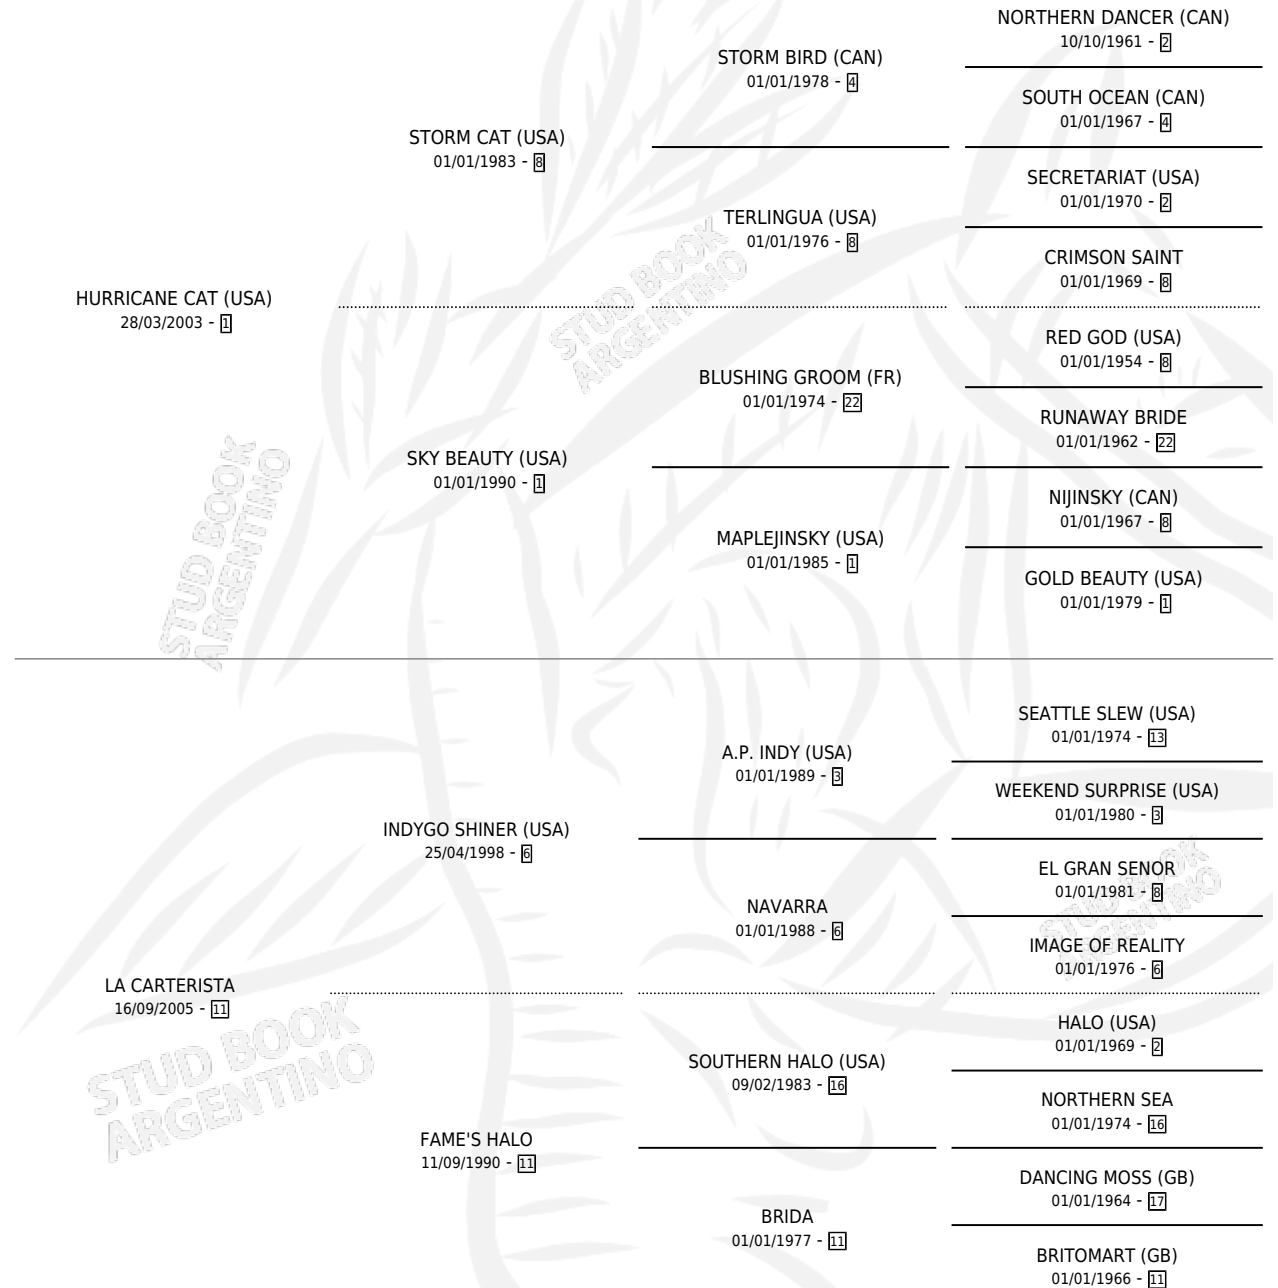 NORTHERN DANCER (CAN)
10/10/1961 - 2
STORM BIRD (CAN)
01/01/1978 - 4
SOUTH OCEAN (CAN)
01/01/1967 - 4
STORM CAT (USA)
01/01/1983 - 8
SECRETARIAT (USA)
01/01/1970 - 2
TERLINGUA (USA)
01/01/1976 - 8
CRIMSON SAINT
01/01/1969 - 8
HURRICANE CAT (USA)
28/03/2003 - 1
RED GOD (USA)
01/01/1954 - 8
BLUSHING GROOM (FR)
01/01/1974 - 22
RUNAWAY BRIDE
01/01/1962 - 22
SKY BEAUTY (USA)
01/01/1990 - 1
NIJINSKY (CAN)
01/01/1967 - 8
MAPLEJINSKY (USA)
01/01/1985 - 1
GOLD BEAUTY (USA)
01/01/1979 - 1
SEATTLE SLEW (USA)
01/01/1974 - 13
A.P. INDY (USA)
01/01/1989 - 3
WEEKEND SURPRISE (USA)
01/01/1980 - 3
INDYGO SHINER (USA)
25/04/1998 - 6
EL GRAN SENOR
01/01/1981 - 8
NAVARRA
01/01/1988 - 6
IMAGE OF REALITY
01/01/1976 - 6
LA CARTERISTA
16/09/2005 - 11
HALO (USA)
01/01/1969 - 2
SOUTHERN HALO (USA)
09/02/1983 - 16
NORTHERN SEA
01/01/1974 - 16
FAME'S HALO
11/09/1990 - 11
DANCING MOSS (GB)
01/01/1964 - 17
BRIDA
01/01/1977 - 11
BRITOMART (GB)
01/01/1966 - 11
STUD BOOK
ARGENTINO
STUD BOOK
ARGENTINO
STUD BOOK
ARGENTINO
STUD BOOK
ARGENTINO